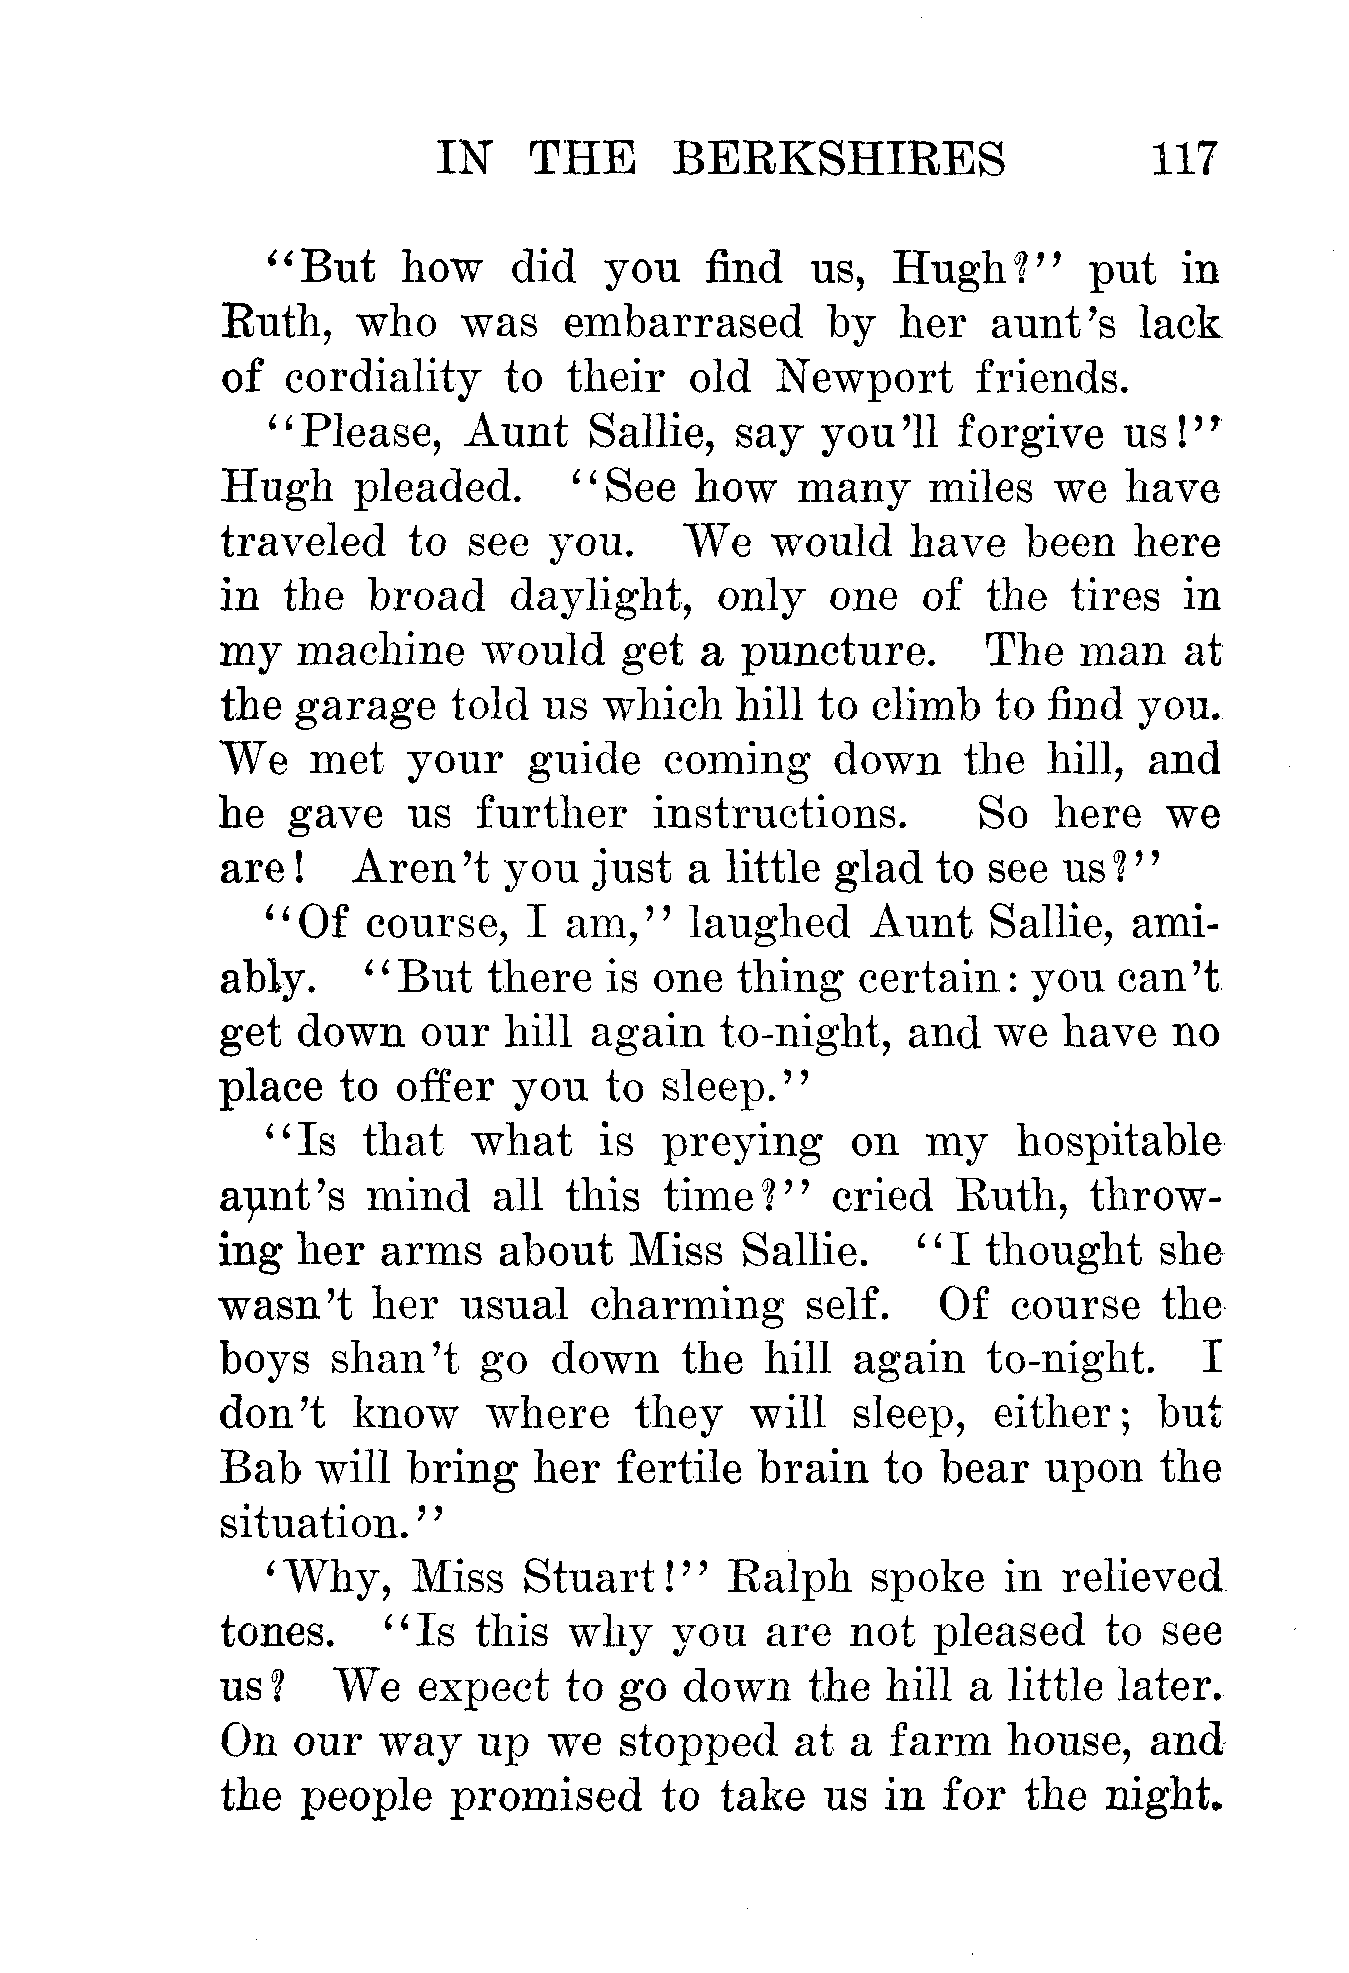 IN THE BERKSHIRES 117
"But how did you find us, Hugh?" put in
Ruth, who was embarrased by her aunt's lack
of cordiality to their old Newport friends.
"Please, Aunt Sallie, say you'll forgive us!"
Hugh pleaded. "See how many miles we have
traveled to see you. We would have been here
in the broad daylight, only one of the tires in
my machine would get a puncture. The man at
the garage told us which hill to climb to find you.
We met your guide coming down the hill, and
he gave us further instructions. So here we
are! Aren't you just a little glad to see us?"
"Of course, I am," laughed Aunt Sallie, ami-
ably. "But there is one thing certain: you can't
get down our hill again to-night, and we have no
place to offer you to sleep."
"Is that what is preying on my hospitable
aunt's mind all this time?" cried Ruth, throw-
ing her arms about Miss Sallie. "I thought she
wasn't her usual charming self. Of course the
boys shan't go down the hill again to-night. I
don't know where they will sleep, either; but
Bab will bring her fertile brain to bear upon the
situation."
'Why, Miss Stuart!" Ralph spoke in relieved
tones. "Is this why you are not pleased to see
us? We expect to go down the hill a little later.
On our way up we stopped at a farm house, and
the people promised to take us in for the night.